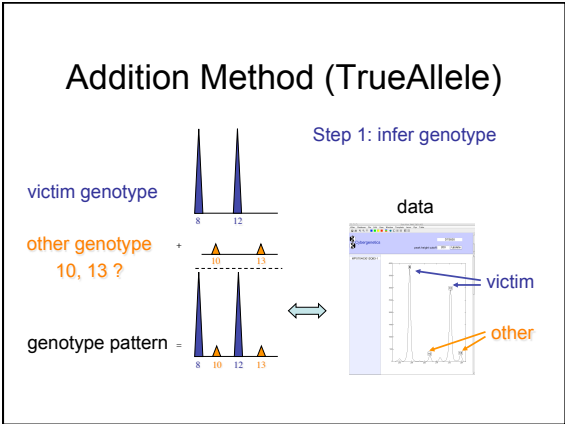 Addition Method (TrueAllele)
Step 1: infer genotype
victim genotype
8 12
other genotype
10, 13 ?
+
10 13
genotype pattern =
8 10 12 13
data
Cybergenetics
victim
other